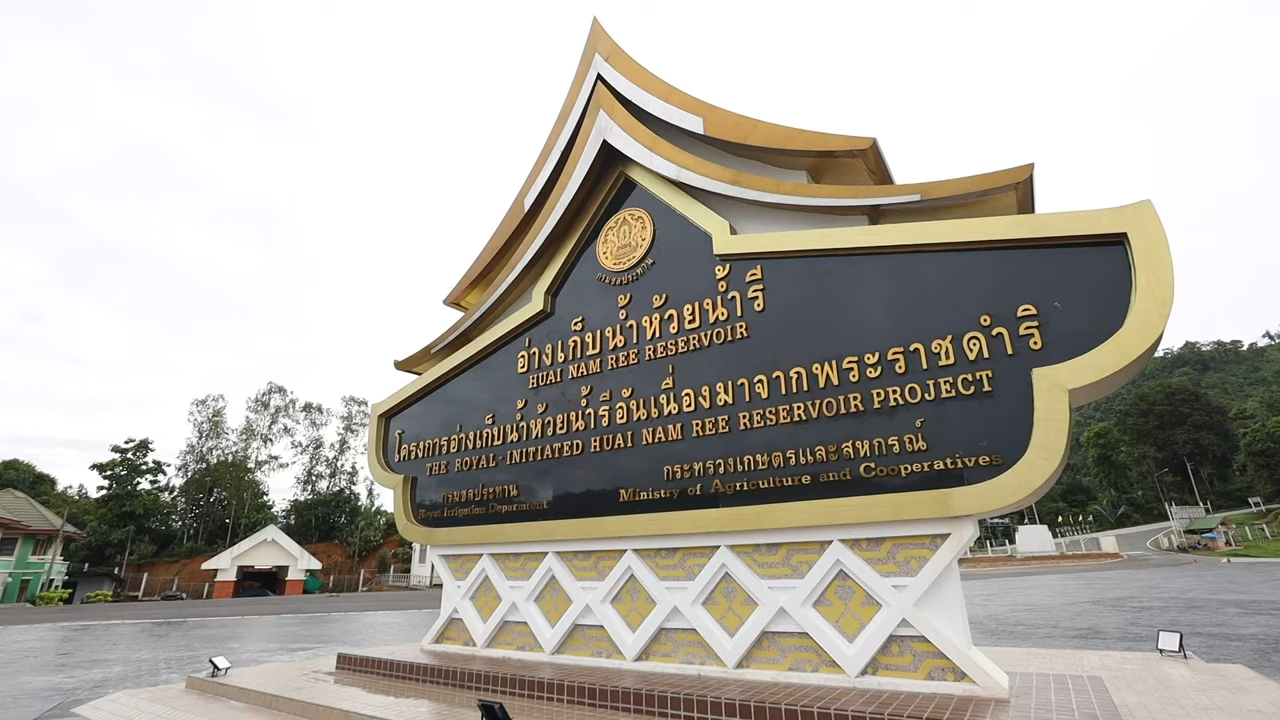 กรมชลประทาน
อ่างเก็บน้ำห้วยน้ำรี
HUAI NAM REE RESERVOIR
โครงการอ่างเก็บน้ำห้วยน้ำรีอันเนื่องมาจากพระราชดำริ
THE ROYAL-INITIATED HUAI NAM REE RESERVOIR PROJECT
กรมชลประทาน
Royal Irrigation Deparment
กระทรวงเกษตรและสหกรณ์
Ministry of Agriculture and Cooperatives